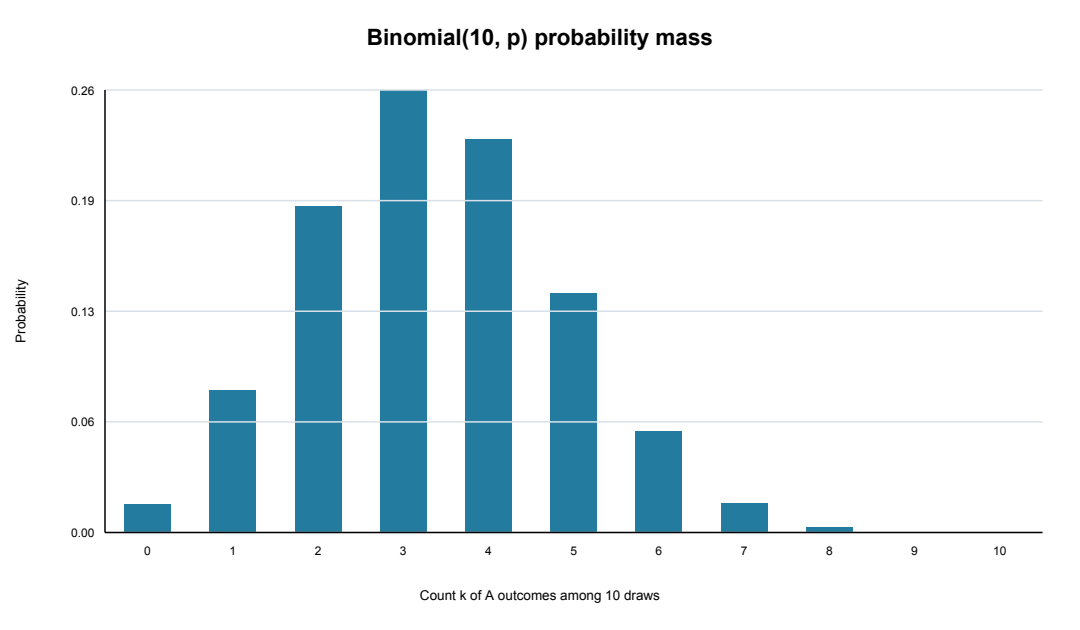 Binomial(10, p) probability mass
0.26
0.19
0.13
0.06
0.00
Probability
0 1 2 3 4 5 6 7 8 9 10
Count k of A outcomes among 10 draws